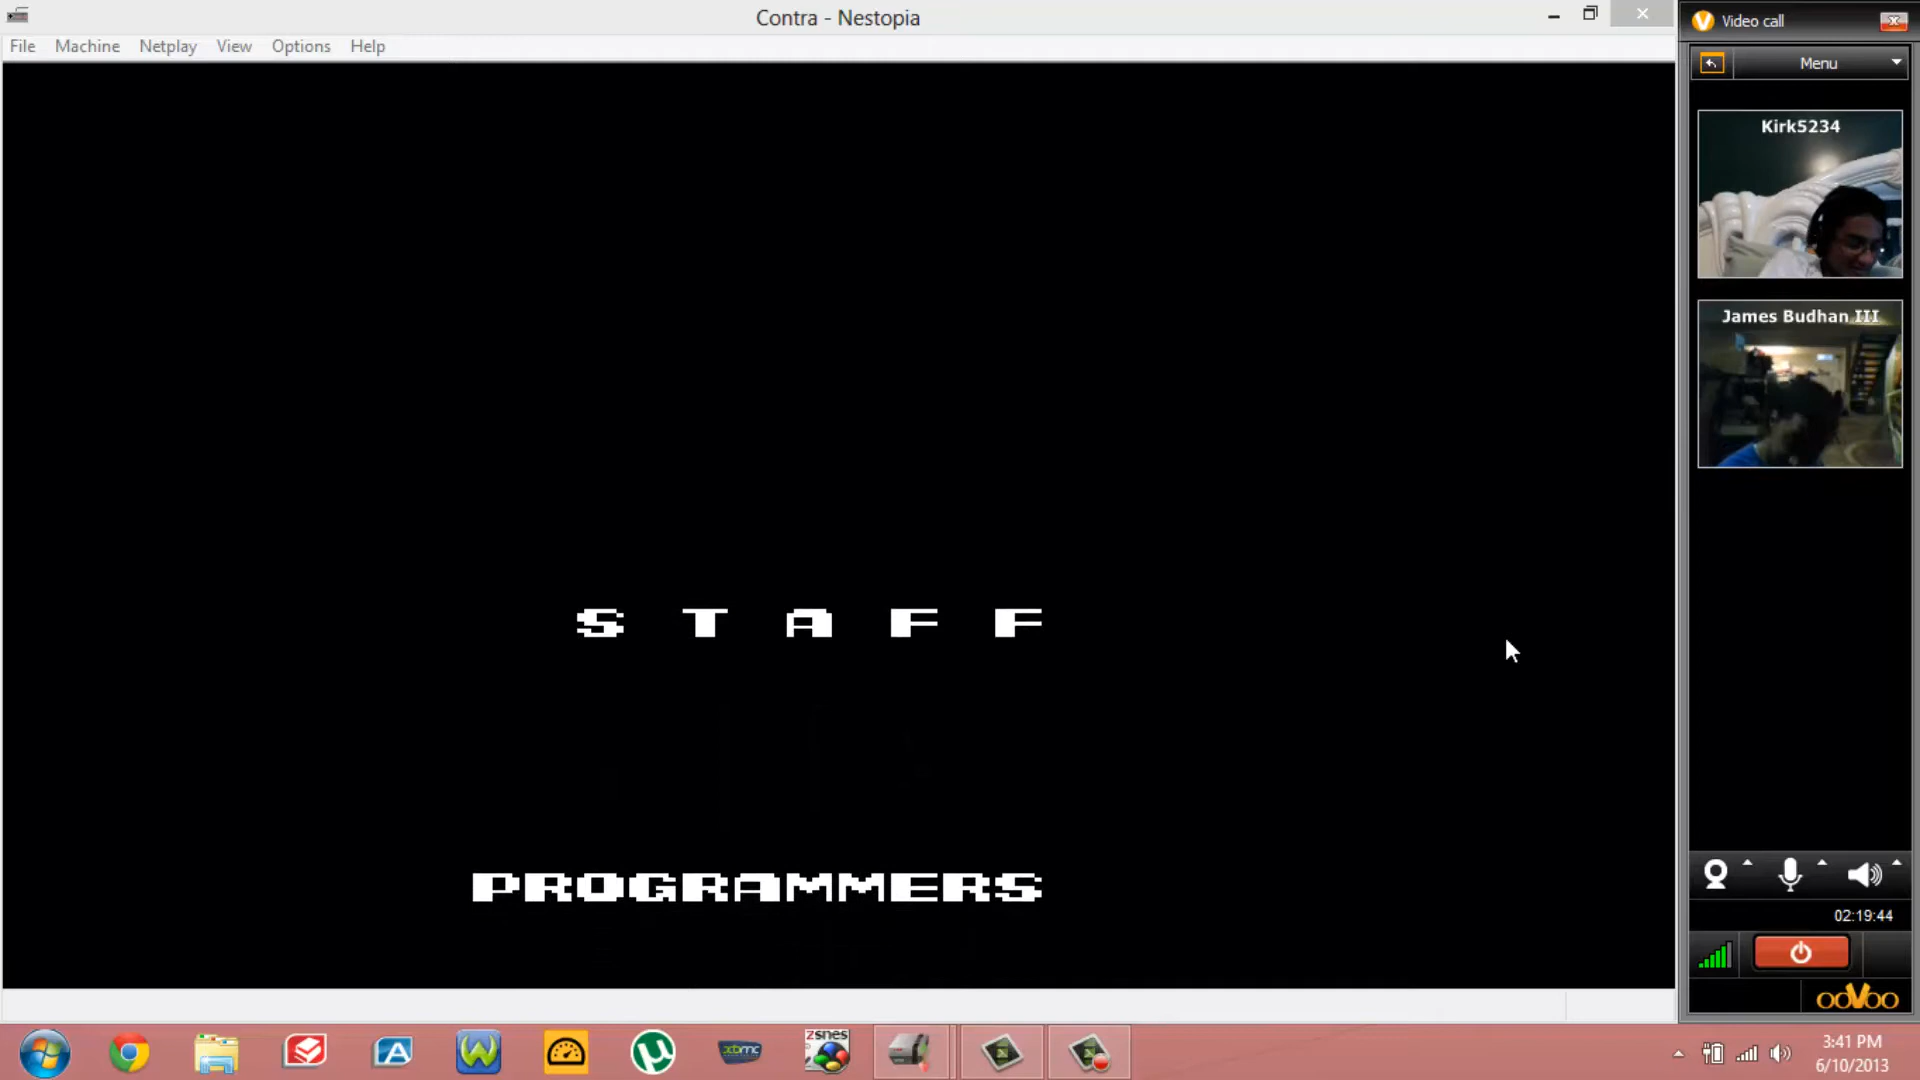 Contra - Nestopia
File Machine Netplay View Options Help
S T A F F
PROGRAMMERS
Video call
Menu
Kirk5234
James Budhan III
02:19:44
ooVoo
zsnes
xbmc
3:41 PM
6/10/2013